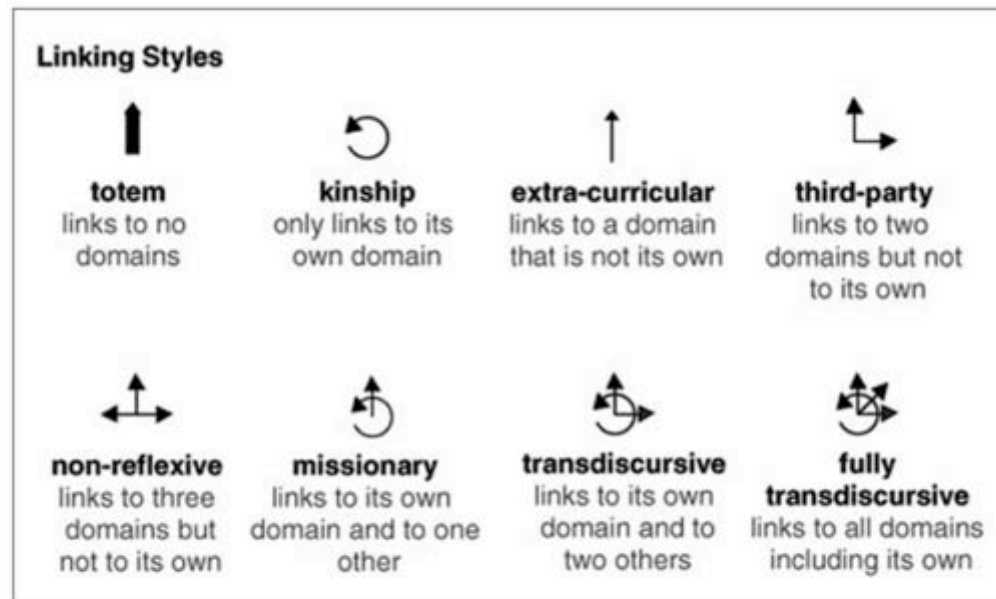 Linking Styles
totem
links to no
domains
kinship
only links to its
own domain
extra-curricular
links to a domain
that is not its own
third-party
links to two
domains but not
to its own
non-reflexive
links to three
domains but
not to its own
missionary
links to its own
domain and to one
other
transdiscursive
links to its own
domain and to
two others
fully
transdiscursive
links to all domains
including its own